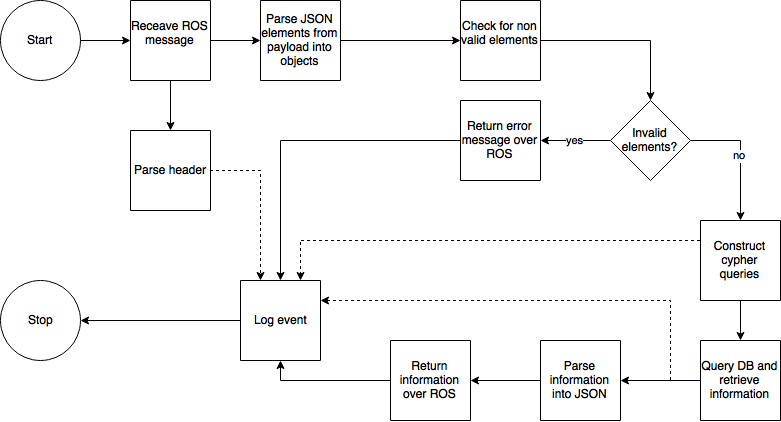 Start
Receave ROS
message
Parse JSON
elements from
payload into
objects
Check for non
valid elements
Return error
message over
ROS
yes
Invalid
elements?
no
Parse header
Construct
cypher
queries
Stop
Log event
Return
information
over ROS
Parse
information
into JSON
Query DB and
retrieve
information